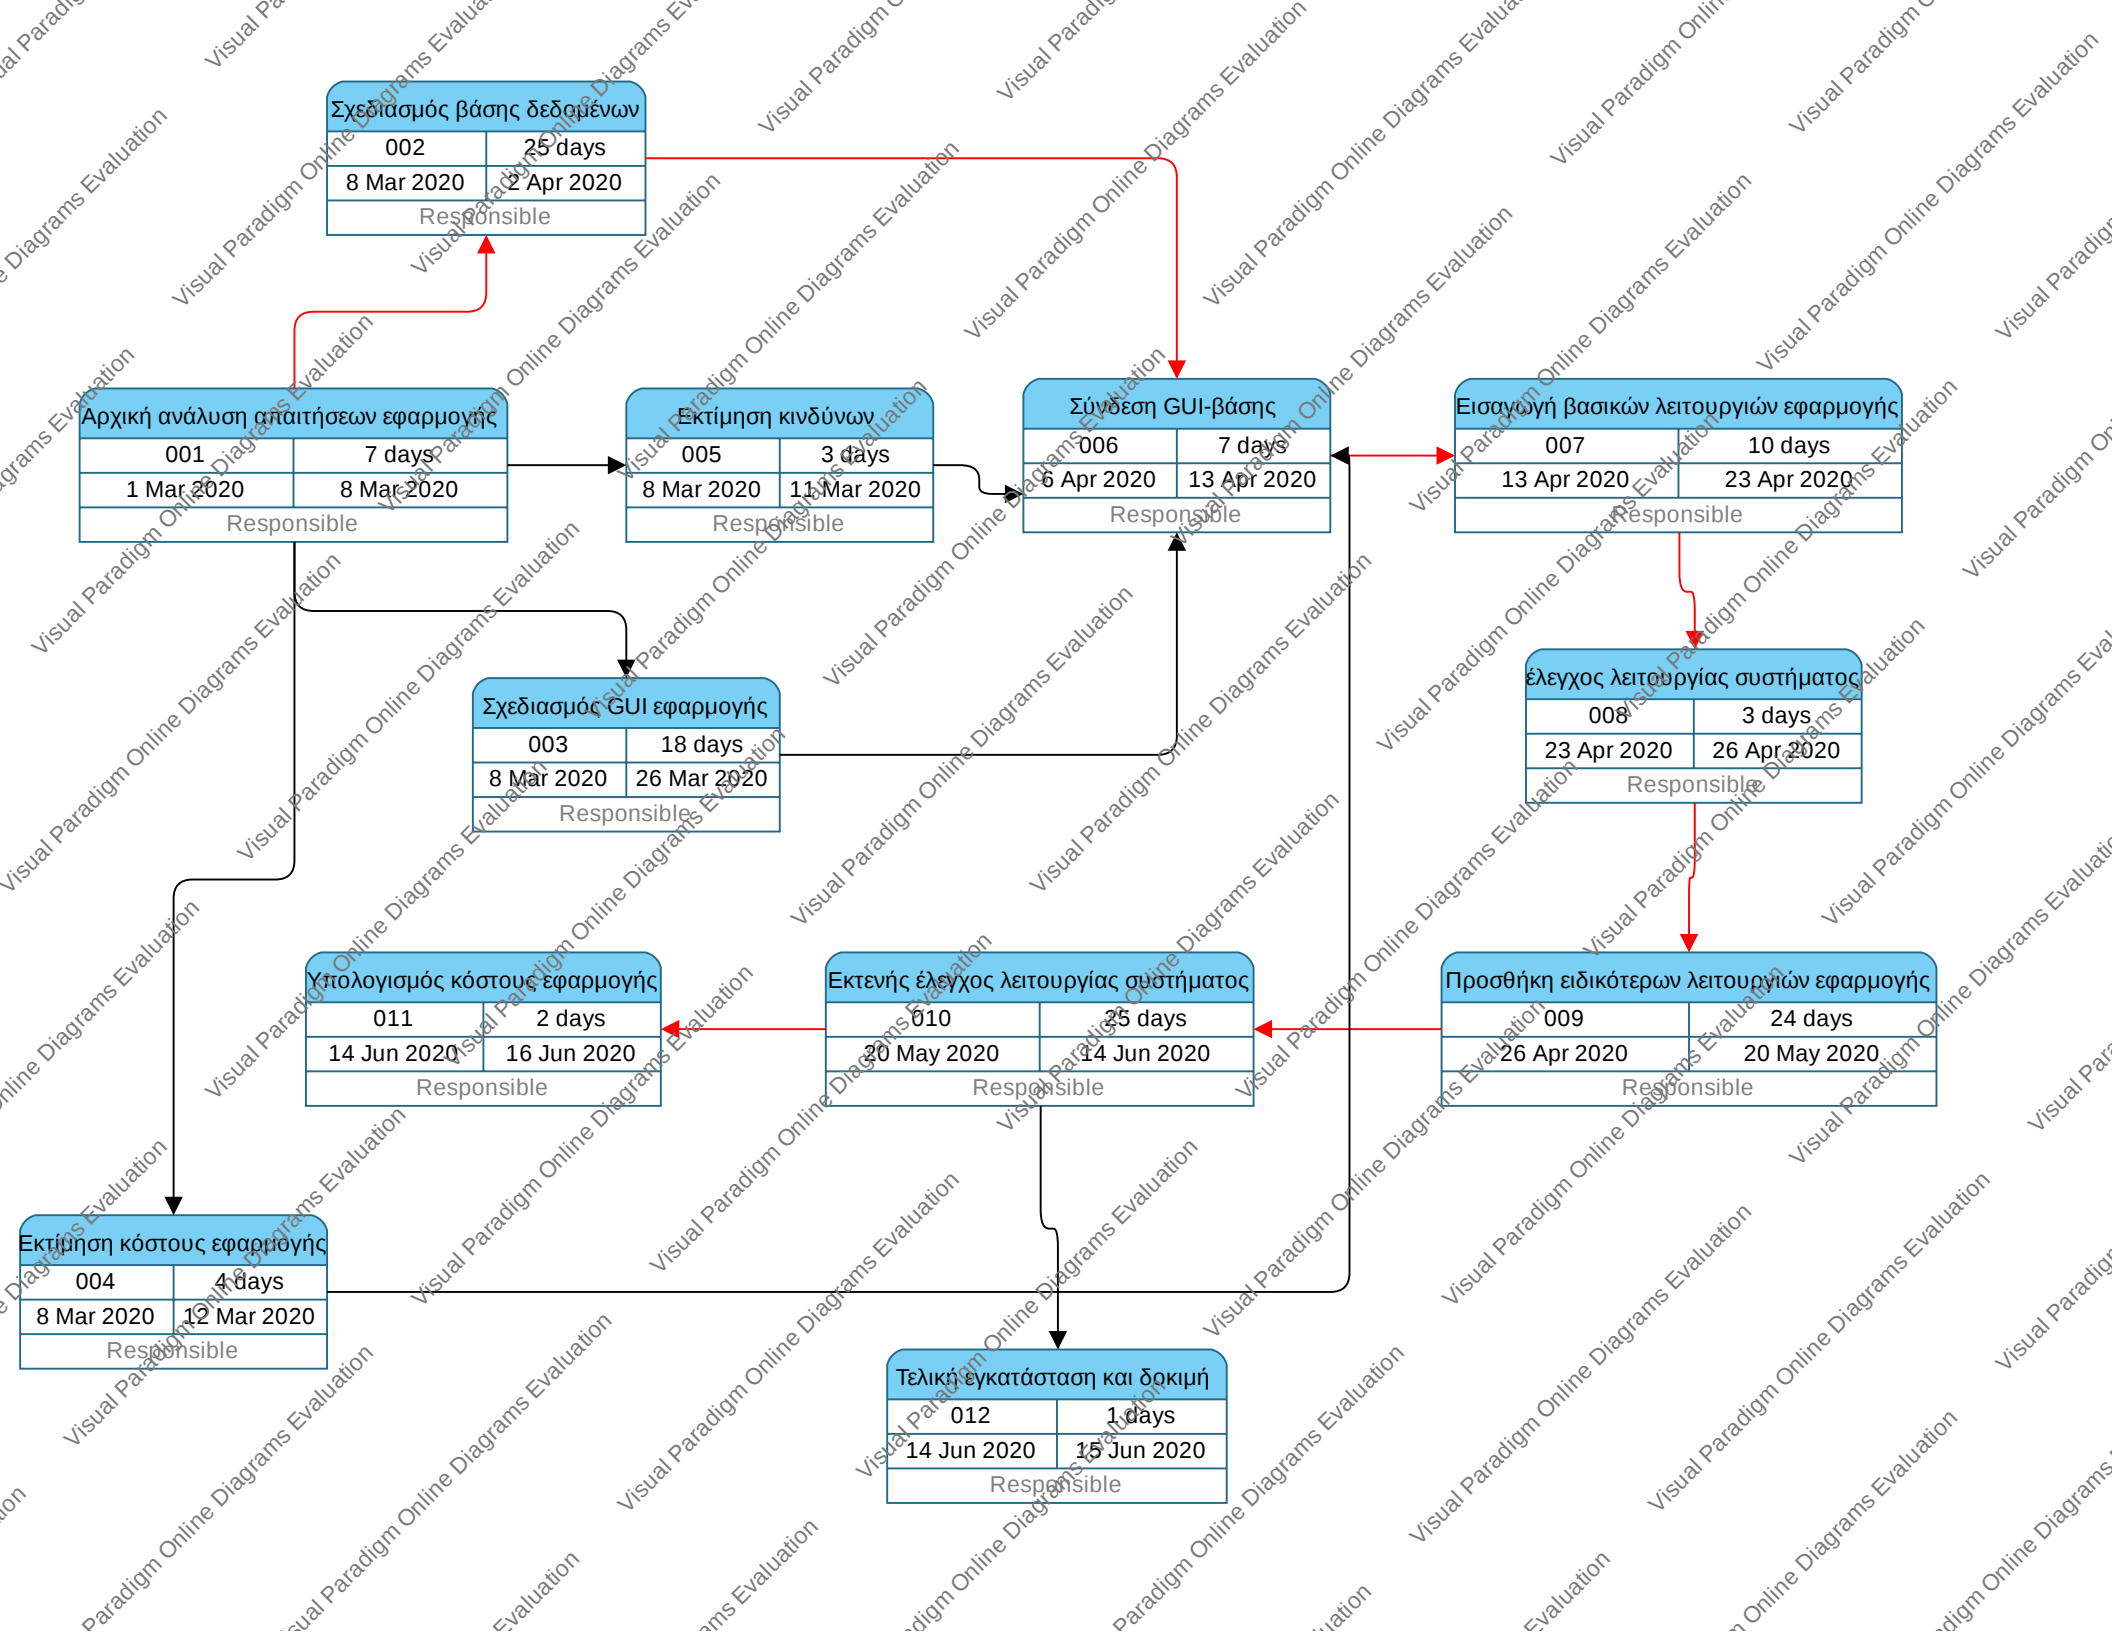 Σχεδιασμός βάσης δεδομένων
002
25 days
8 Mar 2020
2 Apr 2020
Responsible
Αρχική ανάλυση απαιτήσεων εφαρμογής
001
7 days
1 Mar 2020
8 Mar 2020
Responsible
Εκτίμηση κινδύνων
005
3 days
8 Mar 2020
11 Mar 2020
Responsible
Σύνδεση GUI-βάσης
006
7 days
6 Apr 2020
13 Apr 2020
Responsible
Εισαγωγή βασικών λειτουργιών εφαρμογής
007
10 days
13 Apr 2020
23 Apr 2020
Responsible
Σχεδιασμός GUI εφαρμογής
003
18 days
8 Mar 2020
26 Mar 2020
Responsible
έλεγχος λειτουργίας συστήματος
008
3 days
23 Apr 2020
26 Apr 2020
Responsible
Υπολογισμός κόστους εφαρμογής
011
2 days
14 Jun 2020
16 Jun 2020
Responsible
Εκτενής έλεγχος λειτουργίας συστήματος
010
25 days
20 May 2020
14 Jun 2020
Responsible
Προσθήκη ειδικότερων λειτουργιών εφαρμογής
009
24 days
26 Apr 2020
20 May 2020
Responsible
Εκτίμηση κόστους εφαρμογής
004
4 days
8 Mar 2020
12 Mar 2020
Responsible
Τελική εγκατάσταση και δοκιμή
012
1 days
14 Jun 2020
15 Jun 2020
Responsible
Visual Paradigm Online Diagrams Evaluation